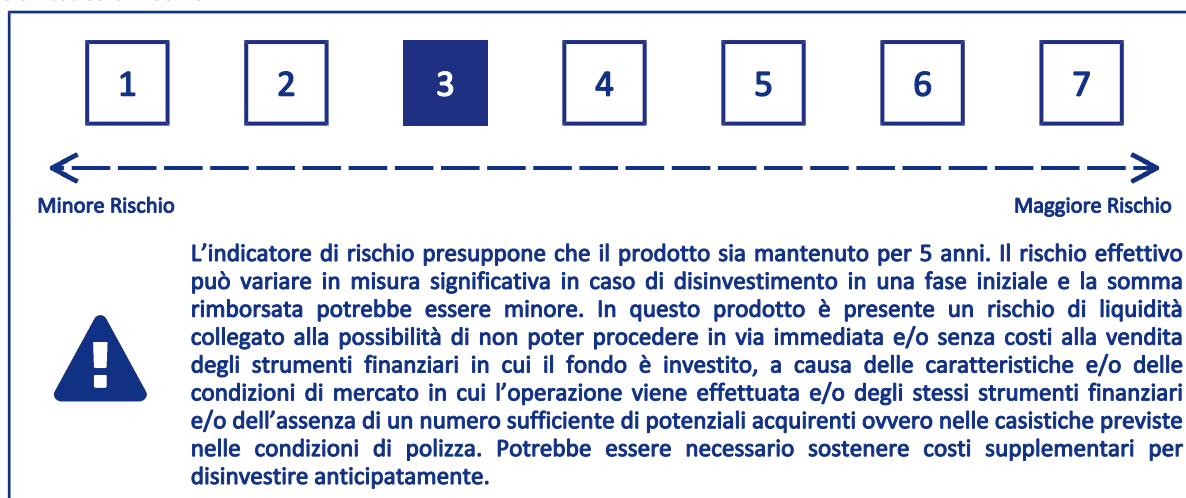 1 2 3 4 5 6 7
Minore Rischio Maggiore Rischio
L’indicatore di rischio presuppone che il prodotto sia mantenuto per 5 anni. Il rischio effettivo
può variare in misura significativa in caso di disinvestimento in una fase iniziale e la somma
rimborsata potrebbe essere minore. In questo prodotto è presente un rischio di liquidità
collegato alla possibilità di non poter procedere in via immediata e/o senza costi alla vendita
degli strumenti finanziari in cui il fondo è investito, a causa delle caratteristiche e/o delle
condizioni di mercato in cui l’operazione viene effettuata e/o degli stessi strumenti finanziari
e/o dell’assenza di un numero sufficiente di potenziali acquirenti ovvero nelle casistiche previste
nelle condizioni di polizza. Potrebbe essere necessario sostenere costi supplementari per
disinvestire anticipatamente.